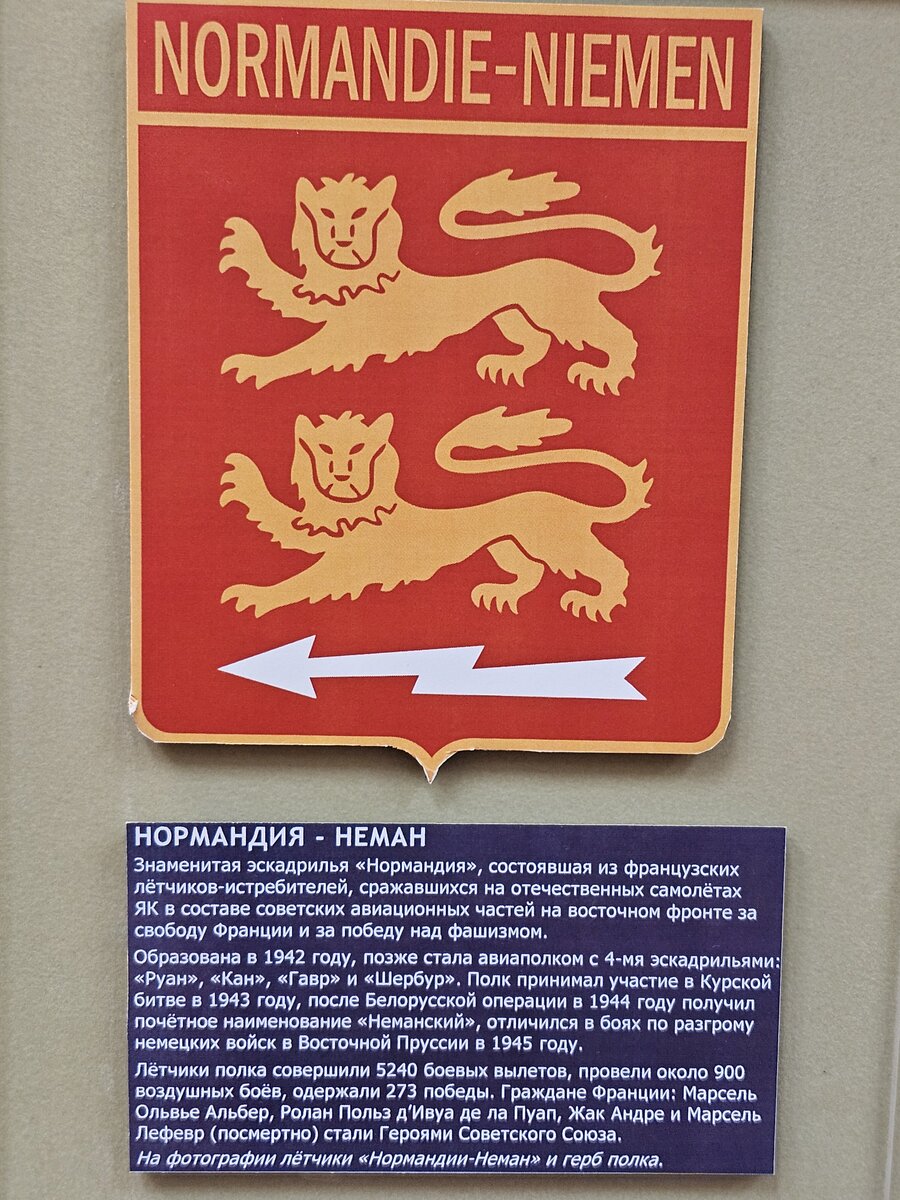 NORMANDIE-NIEMEN
НОРМАНДИЯ - НЕМАН
Знаменитая эскадрилья «Нормандия», состоявшая из французских
лётчиков-истребителей, сражавшихся на отечественных самолётах
ЯК в составе советских авиационных частей на восточном фронте за
свободу Франции и за победу над фашизмом.
Образована в 1942 году, позже стала авиаполком с 4-мя эскадрильями:
«Руан», «Кан», «Гавр» и «Шербур». Полк принимал участие в Курской
битве в 1943 году, после Белорусской операции в 1944 году получил
почётное наименование «Неманский», отличился в боях по разгрому
немецких войск в Восточной Пруссии в 1945 году.
Лётчики полка совершили 5240 боевых вылетов, провели около 900
воздушных боёв, одержали 273 победы. Граждане Франции: Марсель
Ольвье Альбер, Ролан Польз д’Ивуа де ла Пуап, Жак Андре и Марсель
Лефевр (посмертно) стали Героями Советского Союза.
На фотографии лётчики «Нормандии-Неман» и герб полка.